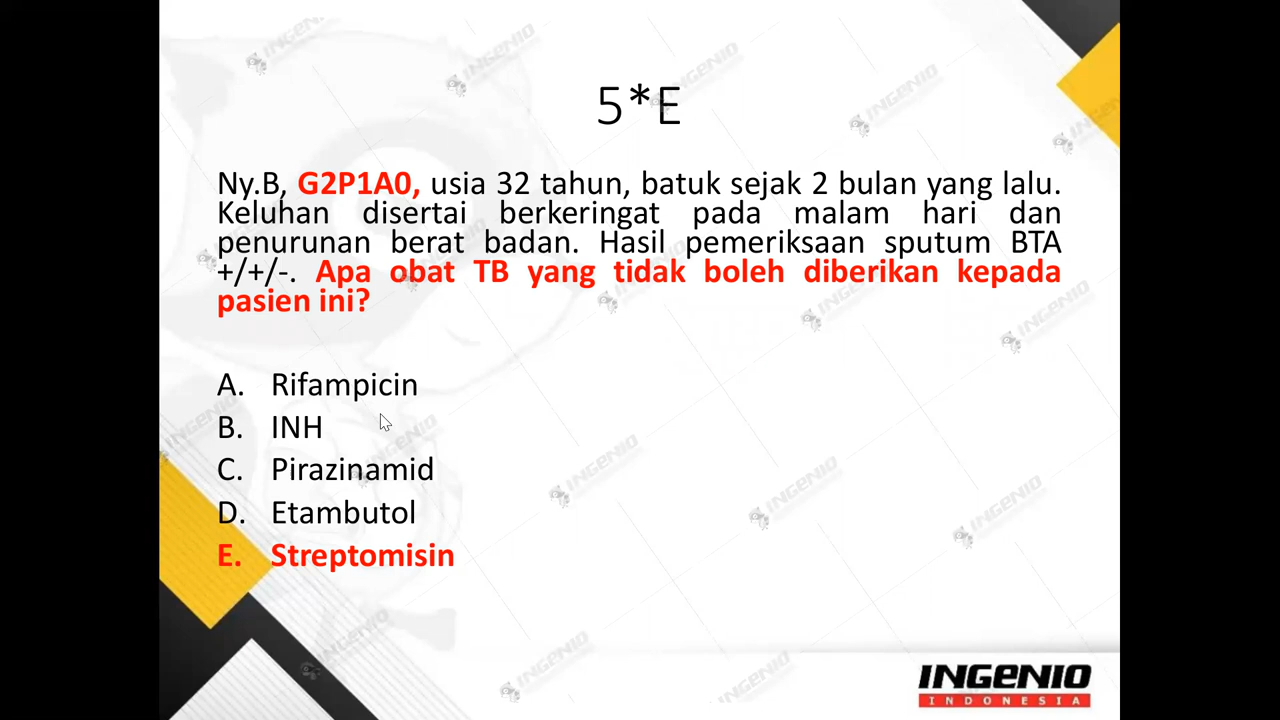 5*E
Ny.B, G2P1A0, usia 32 tahun, batuk sejak 2 bulan yang lalu.
Keluhan disertai berkeringat pada malam hari dan
penurunan berat badan. Hasil pemeriksaan sputum BTA
+/+/-. Apa obat TB yang tidak boleh diberikan kepada
pasien ini?
A. Rifampicin
B. INH
C. Pirazinamid
D. Etambutol
E. Streptomisin
INGENIO
INDONESIA